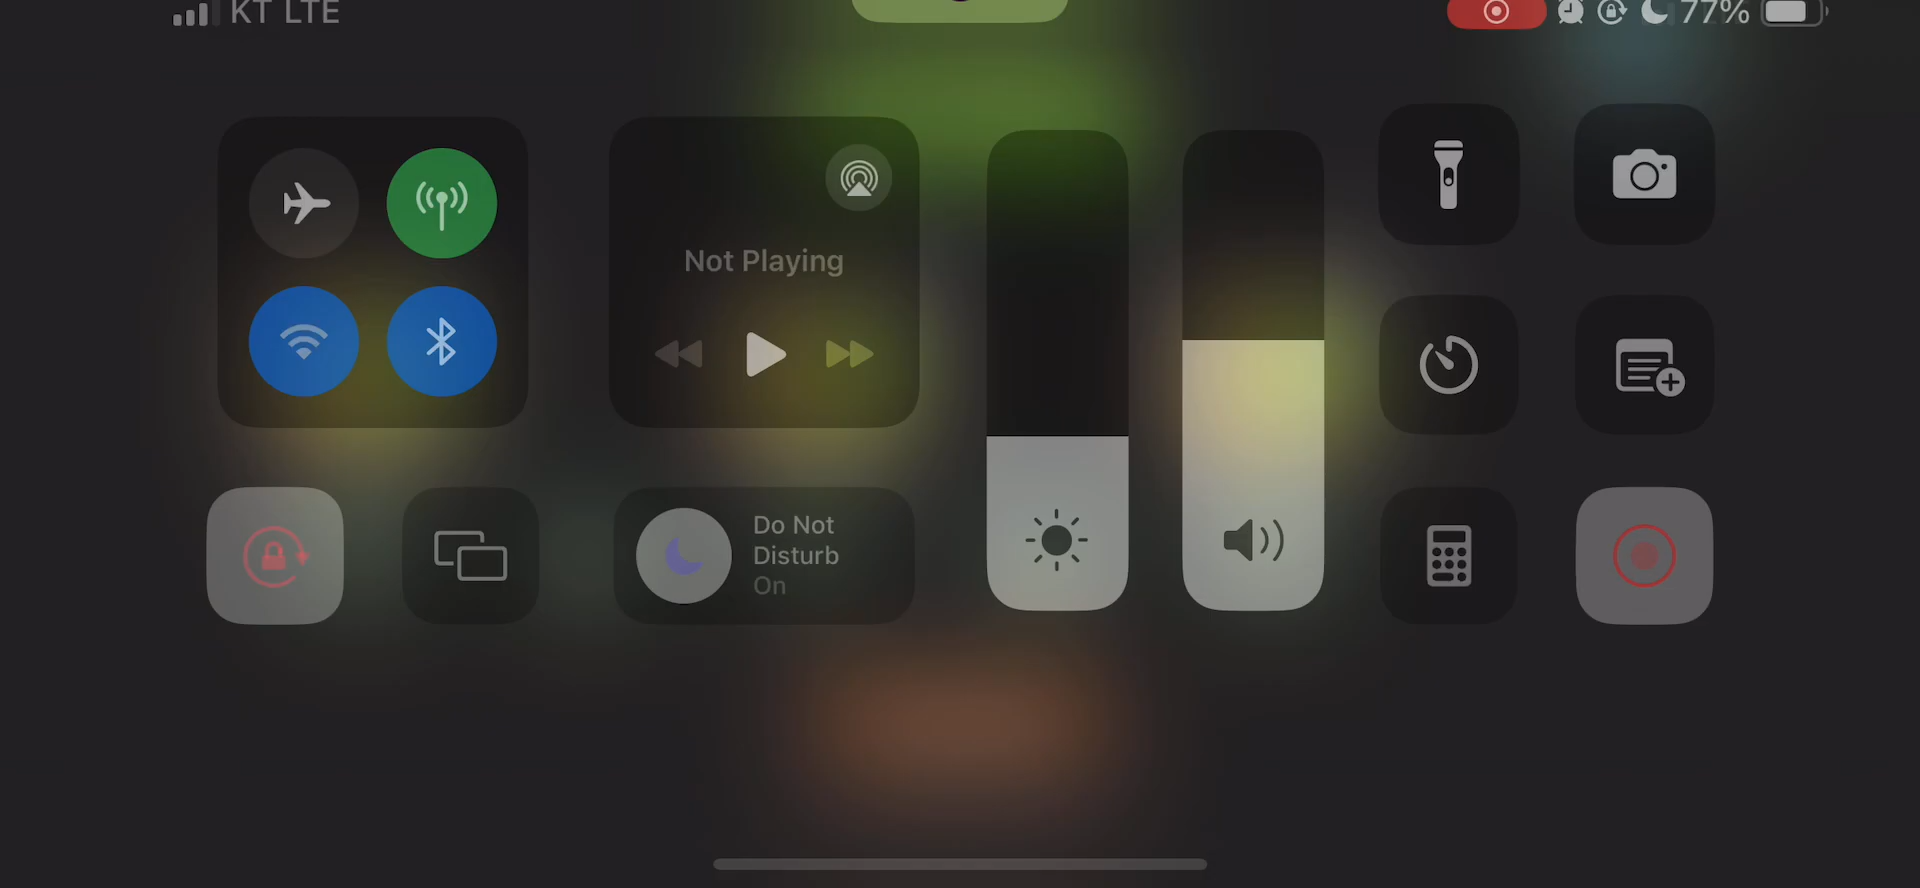 KT LTE
77%
Not Playing
Do Not
Disturb
On